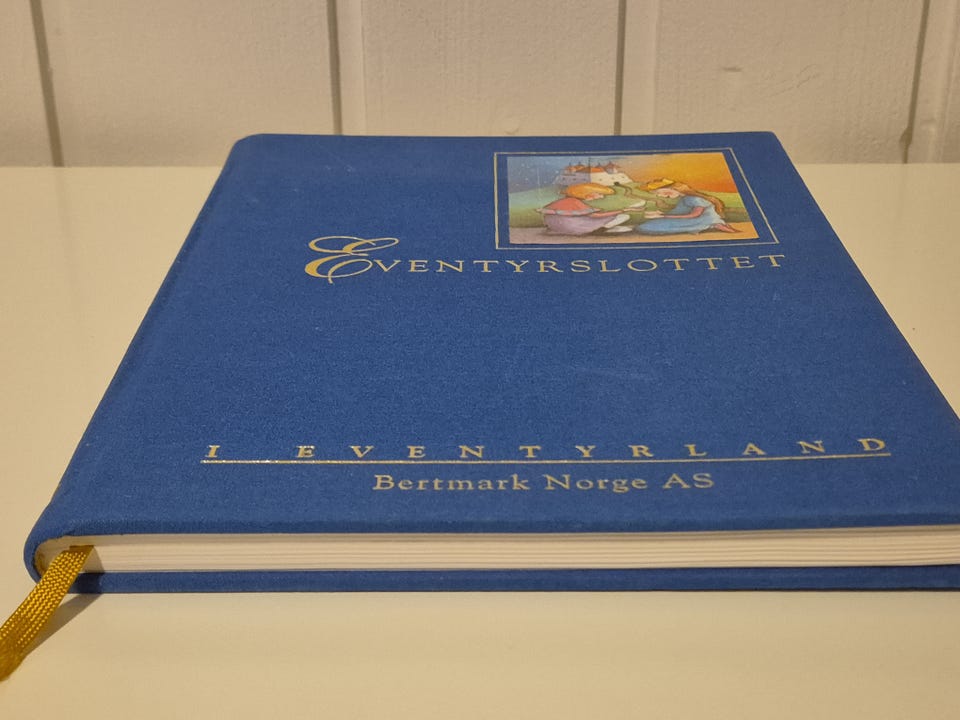 EVENTYRSLOTTET
I EVENTYRLAND
Bertmark Norge AS